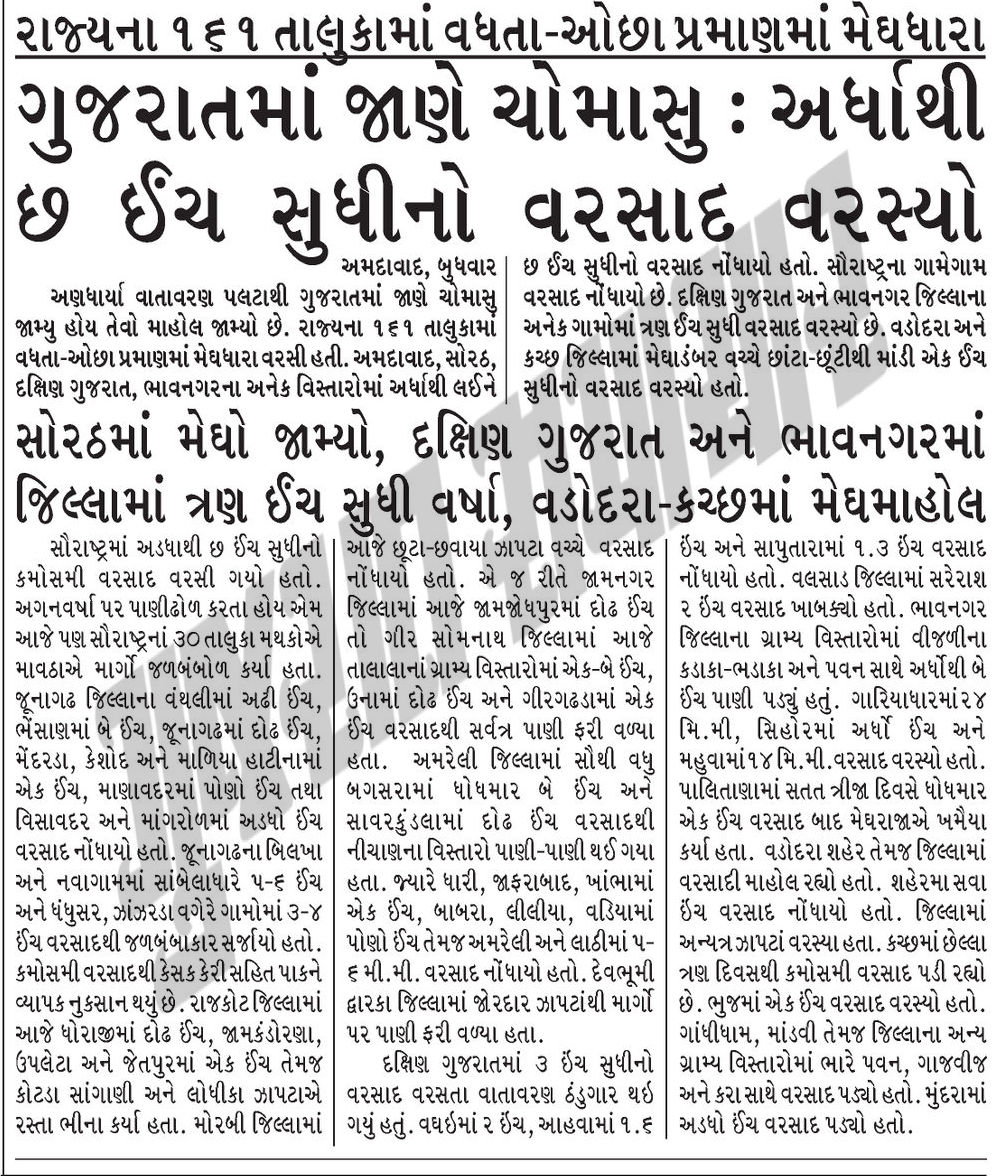 રાજ્યના ૧૬૧ તાલુકામાં વધતા-ઓછા પ્રમાણમાં મેઘધારા
ગુજરાતમાં જાણે ચોમાસુ : અર્ધાથી
છ ઈંચ સુધીનો વરસાદ વરસ્યો
અમદાવાદ, બુધવાર
અણધાર્યા વાતાવરણ પલટાથી ગુજરાતમાં જાણે ચોમાસુ
જામ્યુ હોય તેવો માહોલ જામ્યો છે. રાજ્યના ૧૬૧ તાલુકામાં
વધતા-ઓછા પ્રમાણમાં મેઘધારા વરસી હતી. અમદાવાદ, સોરઠ,
દક્ષિણ ગુજરાત, ભાવનગરના અનેક વિસ્તારોમાં અર્ધાથી લઈને
છ ઈંચ સુધીનો વરસાદ નોંધાયો હતો. સૌરાષ્ટ્રના ગામેગામ
વરસાદ નોંધાયો છે. દક્ષિણ ગુજરાત અને ભાવનગર જિલ્લાના
અનેક ગામોમાં ત્રણ ઈંચ સુધી વરસાદ વરસ્યો છે. વડોદરા અને
કચ્છ જિલ્લામાં મેઘાડંબર વચ્ચે છાંટા-છૂંટીથી માંડી એક ઈંચ
સુધીનો વરસાદ વરસ્યો હતો.
સોરઠમાં મેઘો જામ્યો, દક્ષિણ ગુજરાત અને ભાવનગરમાં
જિલ્લામાં ત્રણ ઈંચ સુધી વર્ષા, વડોદરા-કચ્છમાં મેઘમાહોલ
સૌરાષ્ટ્રમાં અડધાથી છ ઈંચ સુધીનો
કમોસમી વરસાદ વરસી ગયો હતો.
અગનવર્ષા પર પાણીઢોળ કરતા હોય એમ
આજે પણ સૌરાષ્ટ્રનાં ૩૦ તાલુકા મથકોએ
માવઠાએ માર્ગો જળબંબોળ કર્યા હતા.
જૂનાગઢ જિલ્લાના વંથલીમાં અઢી ઈંચ,
ભેંસાણમાં બે ઈંચ, જૂનાગઢમાં દોઢ ઈંચ,
મેંદરડા, કેશોદ અને માળિયા હાટીનામાં
એક ઈંચ, માણાવદરમાં પોણો ઈંચ તથા
વિસાવદર અને માંગરોળમાં અડધો ઈંચ
વરસાદ નોંધાયો હતો. જૂનાગઢના બિલખા
અને નવાગામમાં સાંબેલાધારે ૫-૬ ઈંચ
અને ધંધુસર, ઝાંઝરડા વગેરે ગામોમાં ૩-૪
ઈંચ વરસાદથી જળબંબાકાર સર્જાયો હતો.
કમોસમી વરસાદથી કેસક કેરી સહિત પાકને
વ્યાપક નુકસાન થયું છે. રાજકોટ જિલ્લામાં
આજે ધોરાજીમાં દોઢ ઈંચ, જામકંડોરણા,
ઉપલેટા અને જેતપુરમાં એક ઈંચ તેમજ
કોટડા સાંગાણી અને લોધીકા ઝાપટાએ
રસ્તા ભીના કર્યા હતા. મોરબી જિલ્લામાં
આજે છૂટા-છવાયા ઝાપટા વચ્ચે વરસાદ
નોંધાયો હતો. એ જ રીતે જામનગર
જિલ્લામાં આજે જામજોધપુરમાં દોઢ ઈંચ
તો ગીર સોમનાથ જિલ્લામાં આજે
તાલાલાનાં ગ્રામ્ય વિસ્તારોમાં એક-બે ઈંચ,
ઉનામાં દોઢ ઈંચ અને ગીરગઢડામાં એક
ઈંચ વરસાદથી સર્વત્ર પાણી ફરી વળ્યા
હતા. અમરેલી જિલ્લામાં સૌથી વધુ
બગસરામાં ધોધમાર બે ઈંચ અને
સાવરકુંડલામાં દોઢ ઈંચ વરસાદથી
નીચાણના વિસ્તારો પાણી-પાણી થઈ ગયા
હતા. જ્યારે ધારી, જાફરાબાદ, ખાંભામાં
એક ઈંચ, બાબરા, લીલીયા, વડિયામાં
પોણો ઈંચ તેમજ અમરેલી અને લાઠીમાં ૫-
૬ મી.મી. વરસાદ નોંધાયો હતો. દેવભૂમી
દ્વારકા જિલ્લામાં જોરદાર ઝાપટાંથી માર્ગો
પર પાણી ફરી વળ્યા હતા.
દક્ષિણ ગુજરાતમાં ૩ ઇંચ સુધીનો
વરસાદ વરસતા વાતાવરણ ઠંડુગાર થઇ
ગયું હતું. વઘઇમાં ૨ ઇંચ, આહવામાં ૧.૬
ઇંચ અને સાપુતારામાં ૧.૩ ઇંચ વરસાદ
નોંધાયો હતો. વલસાડ જિલ્લામાં સરેરાશ
૨ ઇંચ વરસાદ ખાબક્યો હતો. ભાવનગર
જિલ્લાના ગ્રામ્ય વિસ્તારોમાં વીજળીના
કડાકા-ભડાકા અને પવન સાથે અર્ધોથી બે
ઈંચ પાણી પડ્યું હતું. ગારિયાધારમાં ૨૪
મિ.મી, સિહોરમાં અર્ધો ઈંચ અને
મહુવામાં ૧૪ મિ.મી. વરસાદ વરસ્યો હતો.
પાલિતાણામાં સતત ત્રીજા દિવસે ધોધમાર
એક ઈંચ વરસાદ બાદ મેઘરાજાએ ખમૈયા
કર્યા હતા. વડોદરા શહેર તેમજ જિલ્લામાં
વરસાદી માહોલ રહ્યો હતો. શહેરમા સવા
ઇંચ વરસાદ નોંધાયો હતો. જિલ્લામાં
અન્યત્ર ઝાપટાં વરસ્યા હતા. કચ્છમાં છેલ્લા
ત્રણ દિવસથી કમોસમી વરસાદ પડી રહ્યો
છે. ભુજમાં એક ઈંચ વરસાદ વરસ્યો હતો.
ગાંધીધામ, માંડવી તેમજ જિલ્લાના અન્ય
ગ્રામ્ય વિસ્તારોમાં ભારે પવન, ગાજવીજ
અને કરા સાથે વરસાદ પડ્યો હતો. મુંદરામાં
અડધો ઈંચ વરસાદ પડ્યો હતો.